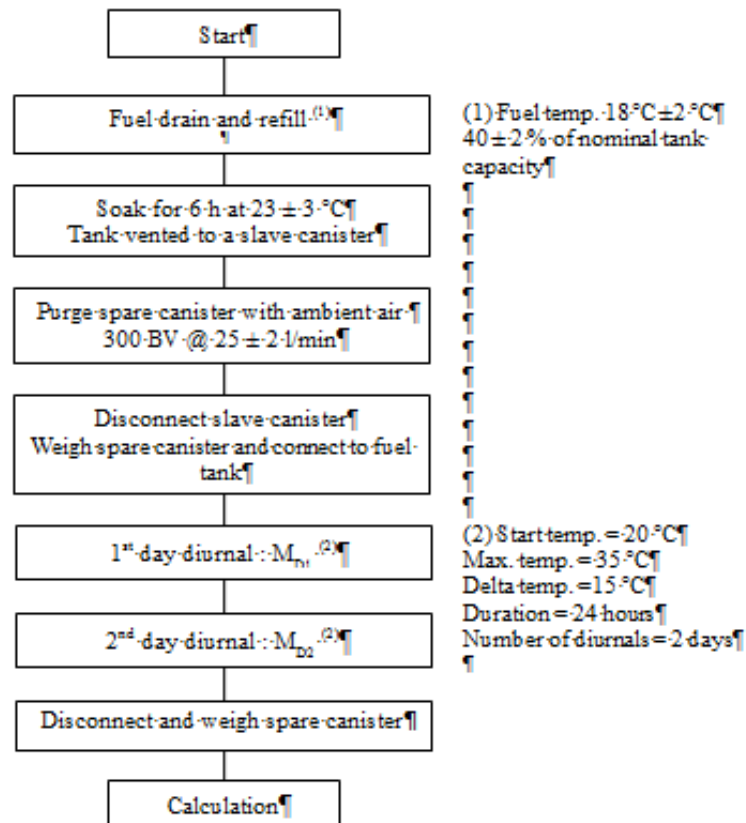 Start¶
Fuel·drain·and·refill·⁽¹⁾¶
¶
(1)·Fuel·temp.·18·°C±2·°C¶
40±2·%·of·nominal·tank·
capacity¶
¶
¶
¶
¶
¶
¶
¶
¶
¶
¶
¶
¶
¶
Soak·for·6·h·at·23·±·3·°C¶
Tank·vented·to·a·slave·canister¶
Purge·spare·canister·with·ambient·air·¶
300·BV·@·25·±·2·l/min¶
Disconnect·slave·canister¶
Weigh·spare·canister·and·connect·to·fuel·
tank¶
1ˢᵗ·day·diurnal·:·M_D1·⁽²⁾¶
(2)·Start·temp.·=·20·°C¶
Max.·temp.·=·35·°C¶
Delta·temp.·=15·°C¶
Duration·=·24·hours¶
Number·of·diurnals·=·2·days¶
¶
2ⁿᵈ·day·diurnal·:·M_D2·⁽²⁾¶
Disconnect·and·weigh·spare·canister¶
Calculation¶